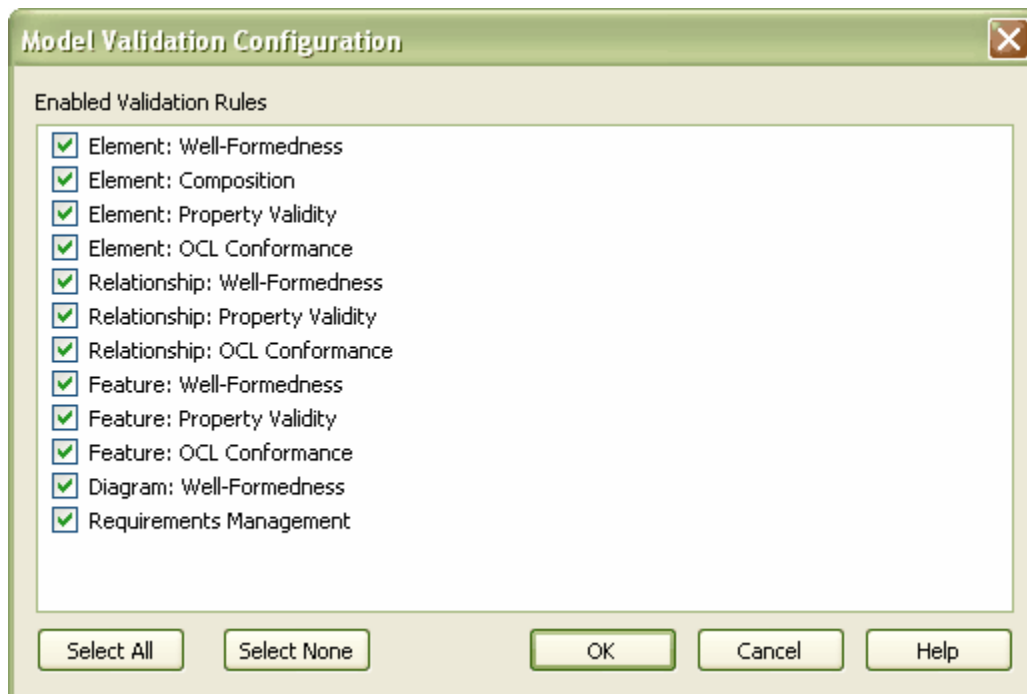 Model Validation Configuration
Enabled Validation Rules
Element: Well-Formedness
Element: Composition
Element: Property Validity
Element: OCL Conformance
Relationship: Well-Formedness
Relationship: Property Validity
Relationship: OCL Conformance
Feature: Well-Formedness
Feature: Property Validity
Feature: OCL Conformance
Diagram: Well-Formedness
Requirements Management
Select All Select None OK Cancel Help